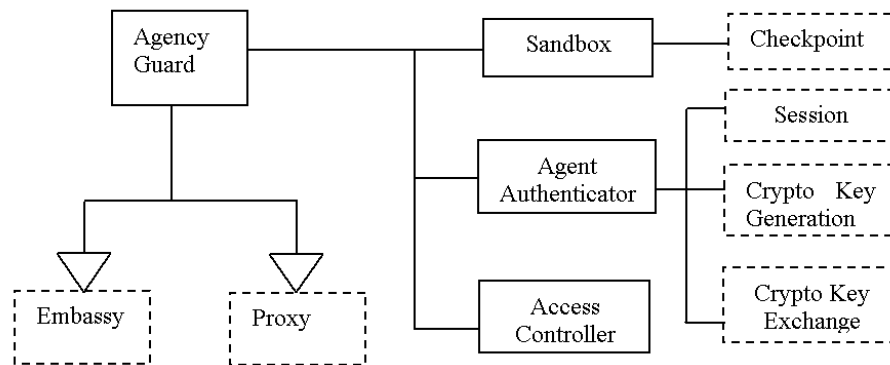 Agency
Guard
Sandbox
Checkpoint
Session
Agent
Authenticator
Crypto Key
Generation
Embassy
Proxy
Access
Controller
Crypto Key
Exchange